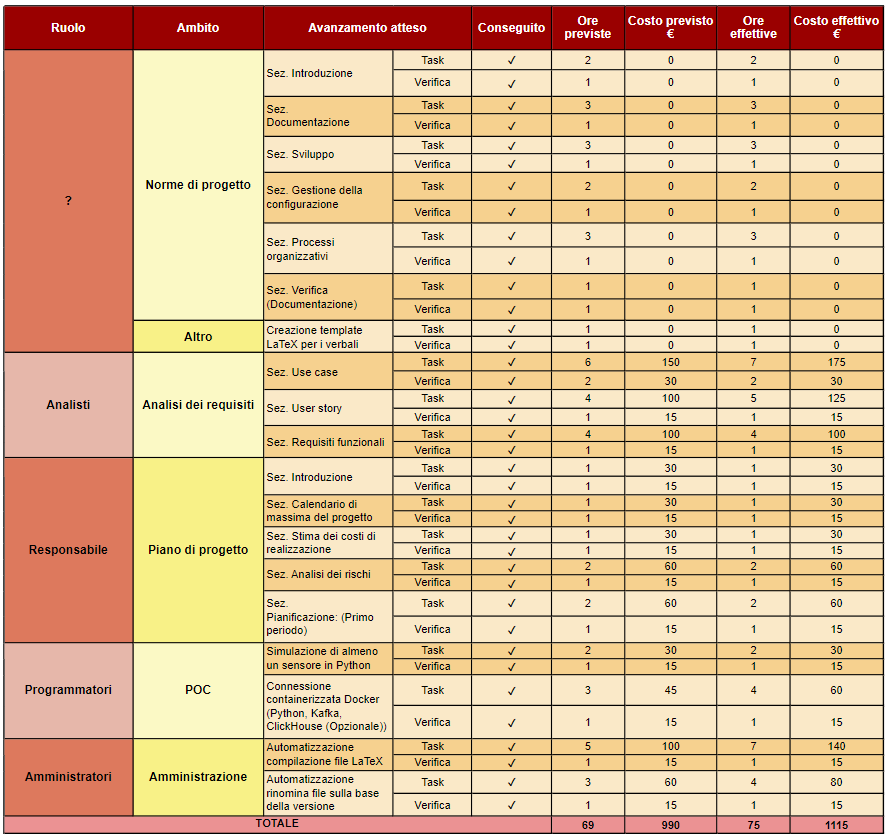 Ruolo Ambito Avanzamento atteso Conseguito Ore previste Costo previsto € Ore effettive Costo effettivo €
? Norme di progetto Sez. Introduzione Task ✓ 2 0 2 0
Verifica ✓ 1 0 1 0
Sez. Documentazione Task ✓ 3 0 3 0
Verifica ✓ 1 0 1 0
Sez. Sviluppo Task ✓ 3 0 3 0
Verifica ✓ 1 0 1 0
Sez. Gestione della configurazione Task ✓ 2 0 2 0
Verifica ✓ 1 0 1 0
Sez. Processi organizzativi Task ✓ 3 0 3 0
Verifica ✓ 1 0 1 0
Sez. Verifica (Documentazione) Task ✓ 1 0 1 0
Verifica ✓ 1 0 1 0
Altro Creazione template LaTeX per i verbali Task ✓ 1 0 1 0
Verifica ✓ 1 0 1 0
Analisti Analisi dei requisiti Sez. Use case Task ✓ 6 150 7 175
Verifica ✓ 2 30 2 30
Sez. User story Task ✓ 4 100 5 125
Verifica ✓ 1 15 1 15
Sez. Requisiti funzionali Task ✓ 4 100 4 100
Verifica ✓ 1 15 1 15
Responsabile Piano di progetto Sez. Introduzione Task ✓ 1 30 1 30
Verifica ✓ 1 15 1 15
Sez. Calendario di massima del progetto Task ✓ 1 30 1 30
Verifica ✓ 1 15 1 15
Sez. Stima dei costi di realizzazione Task ✓ 1 30 1 30
Verifica ✓ 1 15 1 15
Sez. Analisi dei rischi Task ✓ 2 60 2 60
Verifica ✓ 1 15 1 15
Sez. Pianificazione: (Primo periodo) Task ✓ 2 60 2 60
Verifica ✓ 1 15 1 15
Programmatori POC Simulazione di almeno un sensore in Python Task ✓ 2 30 2 30
Verifica ✓ 1 15 1 15
Connessione containerizzata Docker (Python, Kafka, ClickHouse (Opzionale)) Task ✓ 3 45 4 60
Verifica ✓ 1 15 1 15
Amministratori Amministrazione Automatizzazione compilazione file LaTeX Task ✓ 5 100 7 140
Verifica ✓ 1 15 1 15
Automatizzazione rinomina file sulla base della versione Task ✓ 3 60 4 80
Verifica ✓ 1 15 1 15
TOTALE 69 990 75 1115